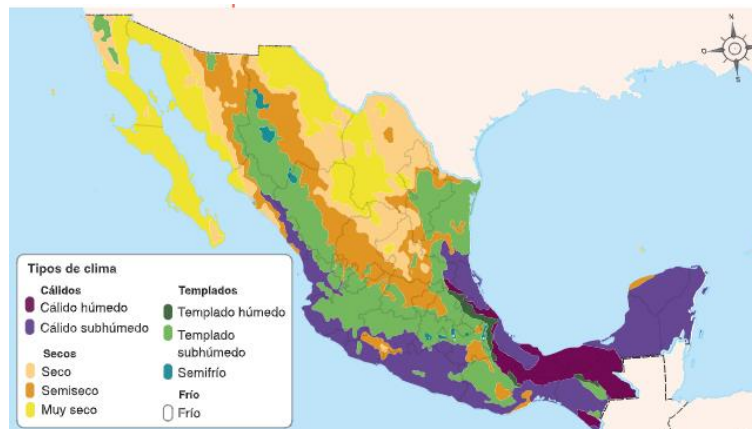 N
O
E
S
Tipos de clima
Cálidos
Cálido húmedo
Cálido subhúmedo
Secos
Seco
Semiseco
Muy seco
Templados
Templado húmedo
Templado
subhúmedo
Semifrío
Frío
Frío